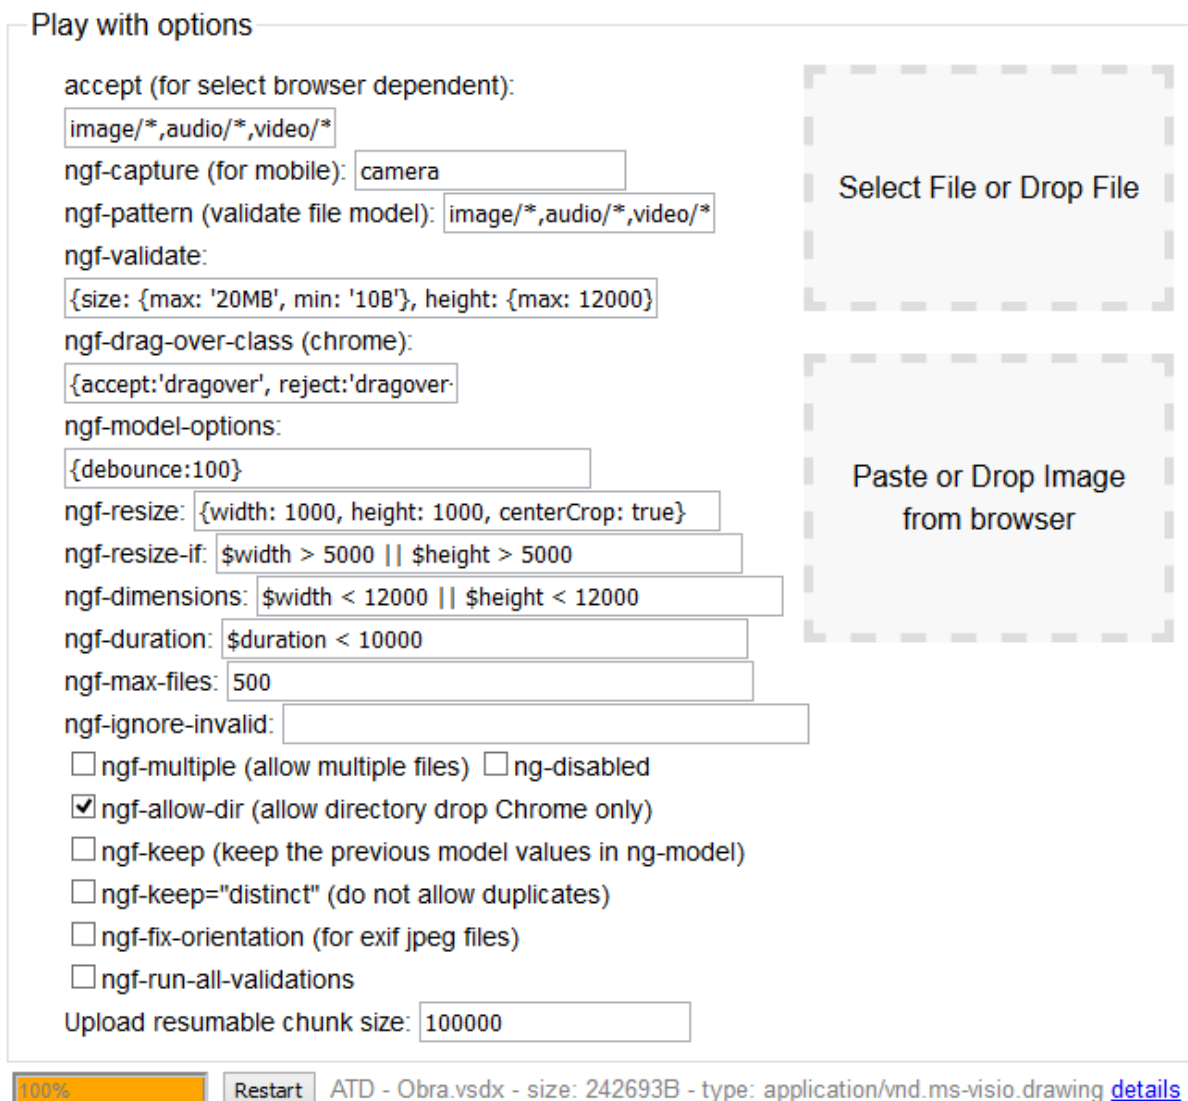 Play with options
accept (for select browser dependent):
image/*,audio/*,video/*
ngf-capture (for mobile): camera
ngf-pattern (validate file model): image/*,audio/*,video/*
ngf-validate:
{size: {max: '20MB', min: '10B'}, height: {max: 12000}
ngf-drag-over-class (chrome):
{accept:'dragover', reject:'dragover-
ngf-model-options:
{debounce:100}
ngf-resize: {width: 1000, height: 1000, centerCrop: true}
ngf-resize-if: $width > 5000 || $height > 5000
ngf-dimensions: $width < 12000 || $height < 12000
ngf-duration: $duration < 10000
ngf-max-files: 500
ngf-ignore-invalid:
ngf-multiple (allow multiple files) ng-disabled
ngf-allow-dir (allow directory drop Chrome only)
ngf-keep (keep the previous model values in ng-model)
ngf-keep="distinct" (do not allow duplicates)
ngf-fix-orientation (for exif jpeg files)
ngf-run-all-validations
Upload resumable chunk size: 100000
Select File or Drop File
Paste or Drop Image
from browser
100% Restart ATD - Obra.vsdx - size: 242693B - type: application/vnd.ms-visio.drawing details